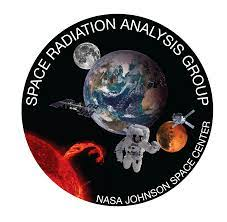 SPACE RADIATION ANALYSIS GROUP
NASA JOHNSON SPACE CENTER